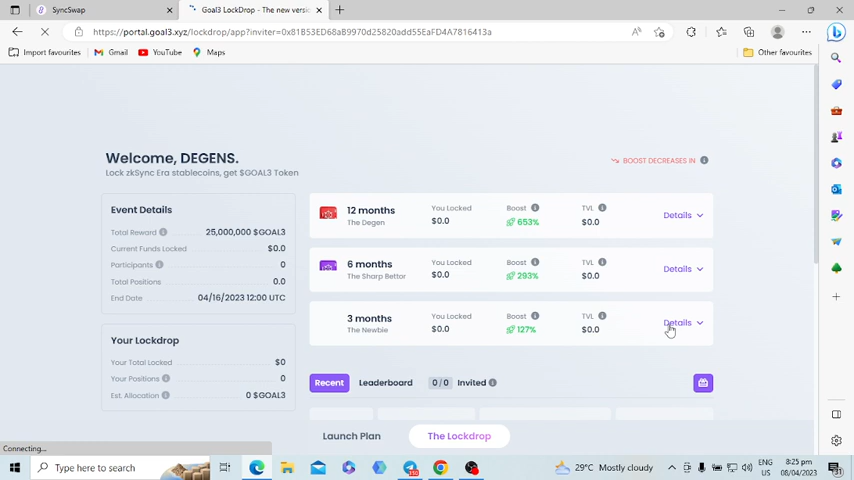 SyncSwap
Goal3 LockDrop - The new versi
https://portal.goal3.xyz/lockdrop/app?inviter=0x81B53ED68aB9970d25820add55EaFD4A7816413a
Import favourites
Gmail
YouTube
Maps
Other favourites
Welcome, DEGENS.
Lock zkSync Era stablecoins, get $GOAL3 Token
BOOST DECREASES IN
Event Details
Total Reward 25,000,000 $GOAL3
Current Funds Locked $0.0
Participants 0
Total Positions 0.0
End Date 04/16/2023 12:00 UTC
Your Lockdrop
Your Total Locked $0
Your Positions 0
Est. Allocation 0 $GOAL3
12 months You Locked Boost TVL
The Degen $0.0 653% $0.0 Details
6 months You Locked Boost TVL
The Sharp Bettor $0.0 293% $0.0 Details
3 months You Locked Boost TVL
The Newbie $0.0 127% $0.0 Details
Recent Leaderboard 0/0 Invited
Launch Plan The Lockdrop
Connecting...
Type here to search
29°C Mostly cloudy
ENG
US
8:25 pm
08/04/2023